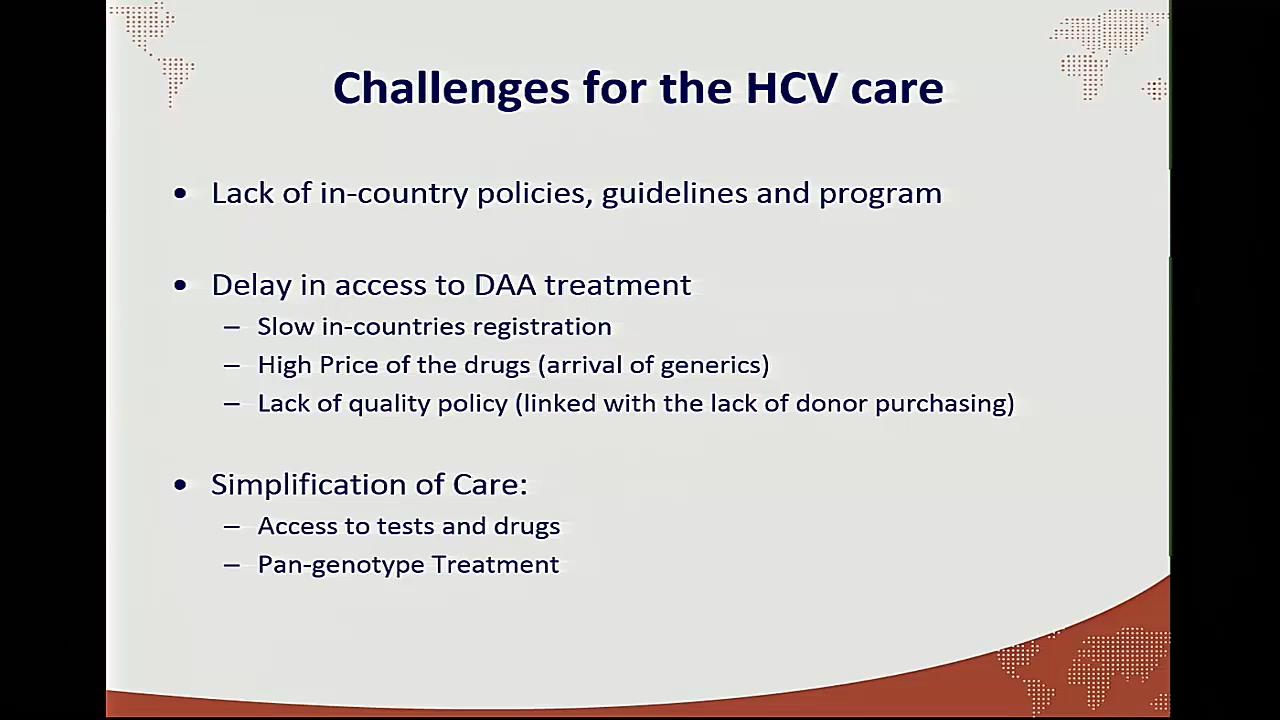 Challenges for the HCV care
• Lack of in-country policies, guidelines and program
• Delay in access to DAA treatment
– Slow in-countries registration
– High Price of the drugs (arrival of generics)
– Lack of quality policy (linked with the lack of donor purchasing)
• Simplification of Care:
– Access to tests and drugs
– Pan-genotype Treatment